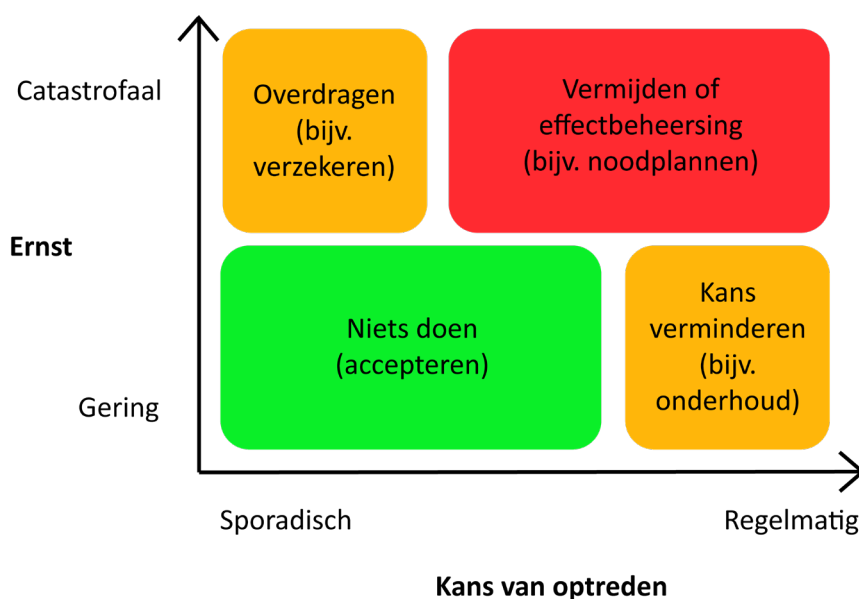 Catastrofaal
Overdragen
(bijv.
verzekeren)
Vermijden of
effectbeheersing
(bijv. noodplannen)
Ernst
Niets doen
(accepteren)
Kans
verminderen
(bijv.
onderhoud)
Gering
Sporadisch
Regelmatig
Kans van optreden